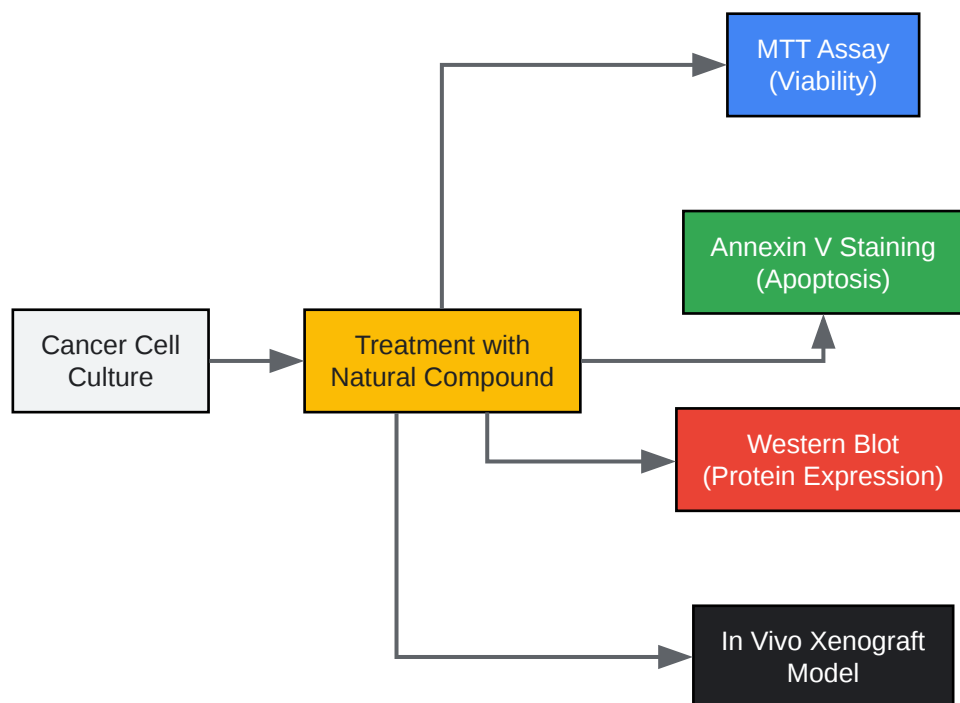 MTT Assay
(Viability)
Annexin V Staining
(Apoptosis)
Cancer Cell
Culture
Treatment with
Natural Compound
Western Blot
(Protein Expression)
In Vivo Xenograft
Model